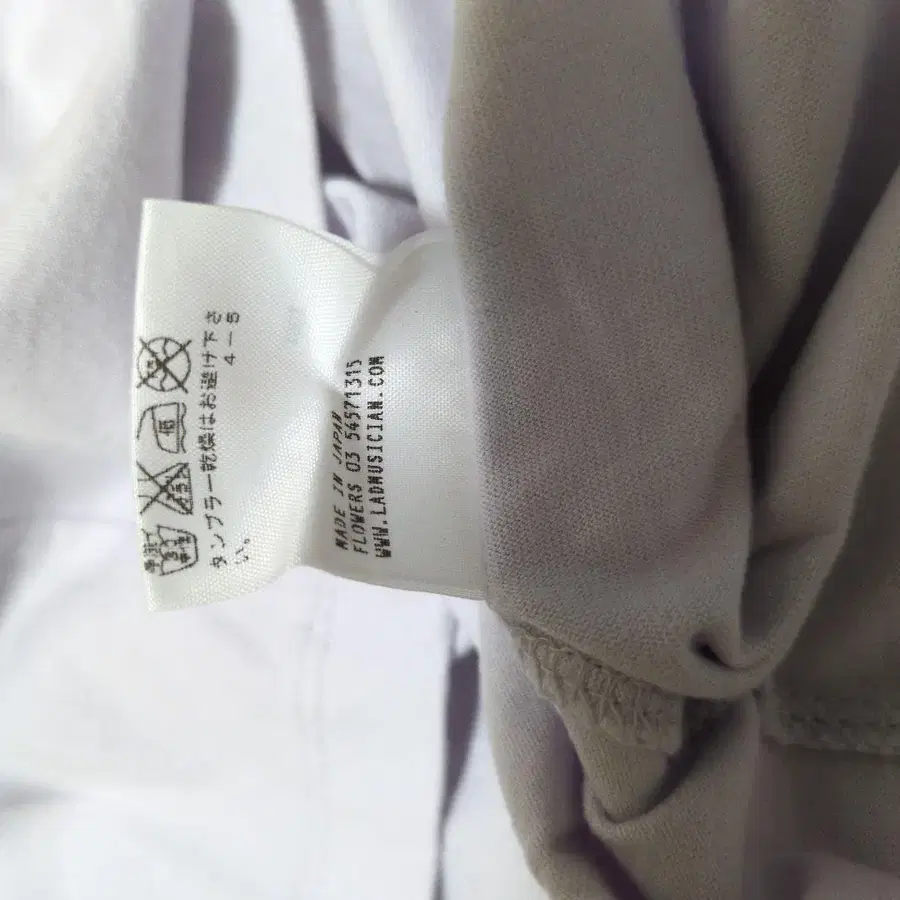 タンブラー乾燥はお避け下さ
い。
4-5
MADE IN JAPAN
FLOWERS 03 54571315
WWW.LADMUSICIAN.COM